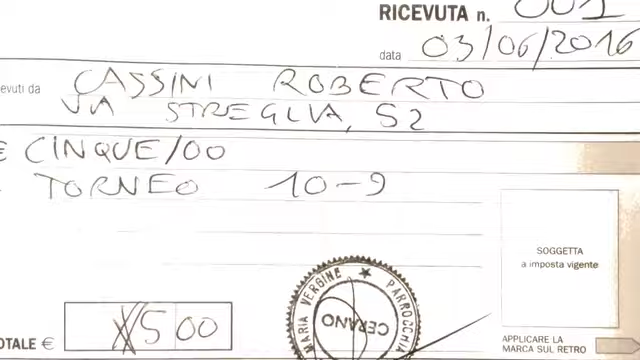 RICEVUTA n. 001
data 03/06/2016
evuti da CASSINI ROBERTO
VIA STREGLIA, 52
€ CINQUE/00
TORNEO 10-9
SOGGETTA
a imposta vigente
MARIA VERGINE ★ PARROCCHIA
CERANO
OTALE € 5 00
APPLICARE LA
MARCA SUL RETRO